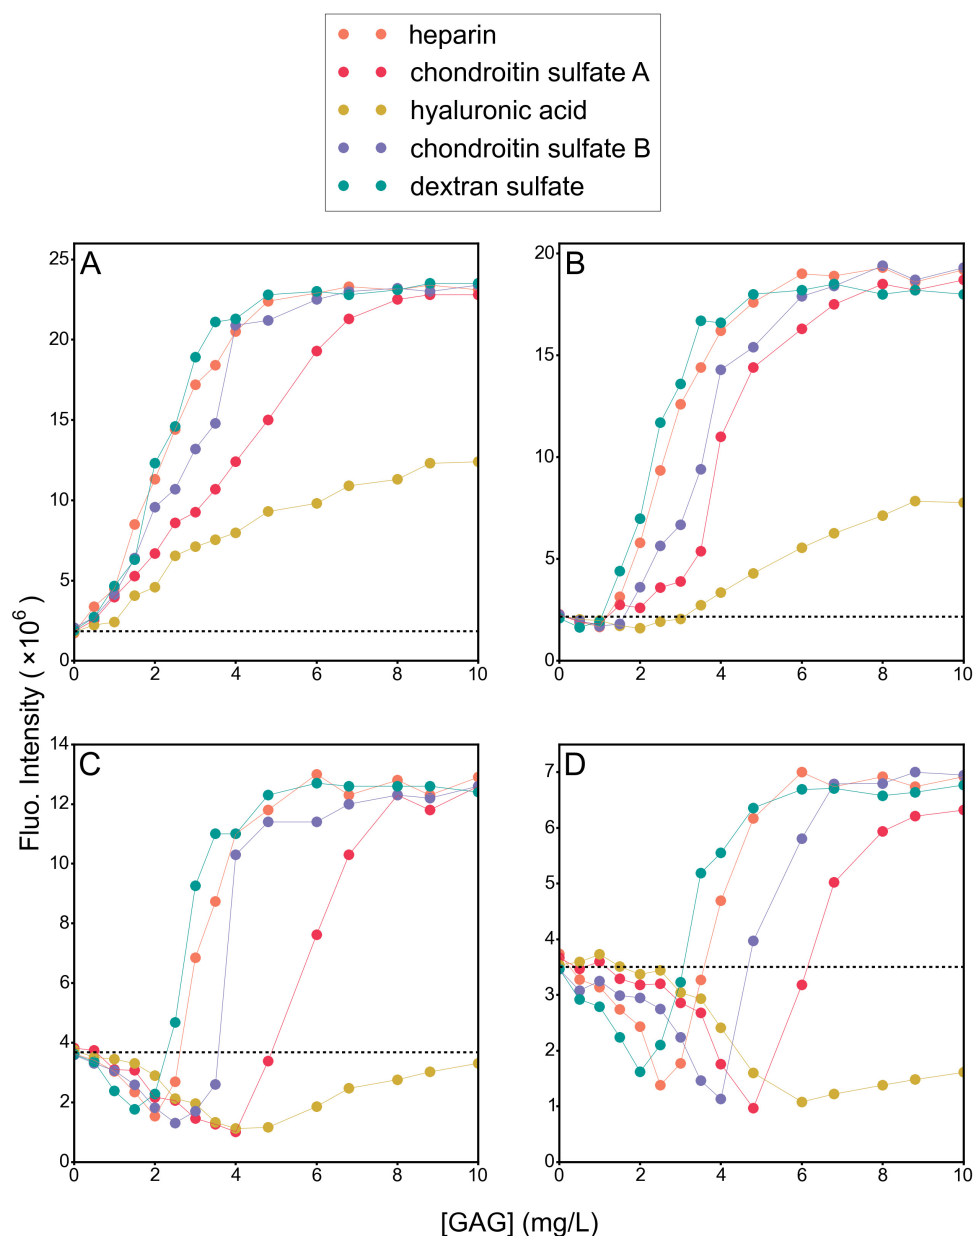 heparin
chondroitin sulfate A
hyaluronic acid
chondroitin sulfate B
dextran sulfate
A
25
20
15
10
5
0
0 2 4 6 8 10
B
20
15
10
5
0
0 2 4 6 8 10
Fluo. Intensity ( ×10⁶ )
C
14
12
10
8
6
4
2
0
0 2 4 6 8 10
D
7
6
5
4
3
2
1
0
0 2 4 6 8 10
[GAG] (mg/L)